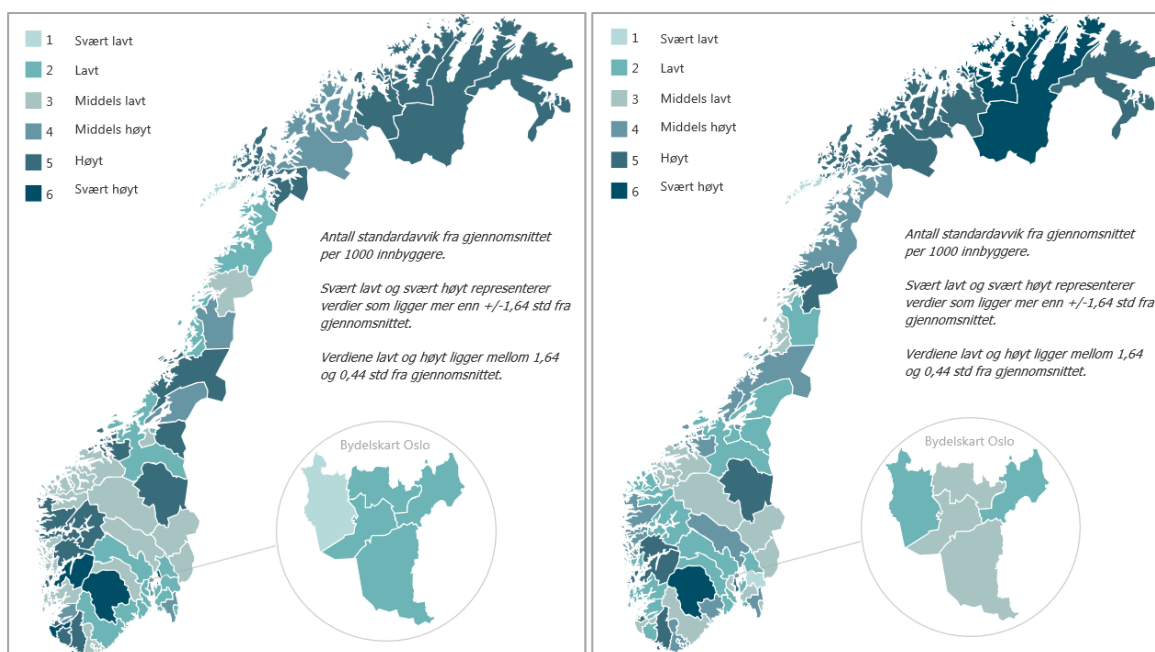 1 Svært lavt
2 Lavt
3 Middels lavt
4 Middels høyt
5 Høyt
6 Svært høyt
Antall standardavvik fra gjennomsnittet
per 1000 innbyggere.
Svært lavt og svært høyt representerer
verdier som ligger mer enn +/-1,64 std fra
gjennomsnittet.
Verdiene lavt og høyt ligger mellom 1,64
og 0,44 std fra gjennomsnittet.
Bydelskart Oslo
1 Svært lavt
2 Lavt
3 Middels lavt
4 Middels høyt
5 Høyt
6 Svært høyt
Antall standardavvik fra gjennomsnittet
per 1000 innbyggere.
Svært lavt og svært høyt representerer
verdier som ligger mer enn +/-1,64 std fra
gjennomsnittet.
Verdiene lavt og høyt ligger mellom 1,64
og 0,44 std fra gjennomsnittet.
Bydelskart Oslo